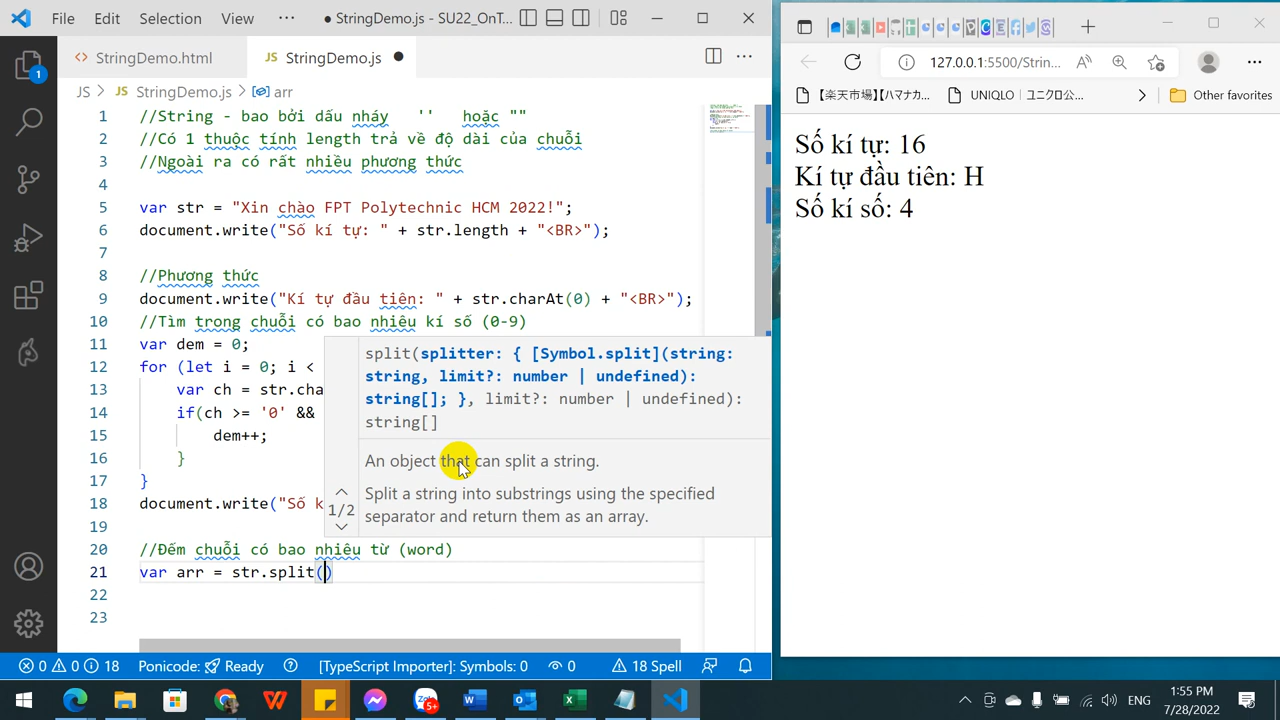 File Edit Selection View ··· ● StringDemo.js - SU22_OnT...
<> StringDemo.html JS StringDemo.js ●
JS > JS StringDemo.js > arr
1 //String - bao bởi dấu nháy '' hoặc ""
2 //Có 1 thuộc tính length trả về độ dài của chuỗi
3 //Ngoài ra có rất nhiều phương thức
4
5 var str = "Xin chào FPT Polytechnic HCM 2022!";
6 document.write("Số kí tự: " + str.length + "<BR>");
7
8 //Phương thức
9 document.write("Kí tự đầu tiên: " + str.charAt(0) + "<BR>");
10 //Tìm trong chuỗi có bao nhiêu kí số (0-9)
11 var dem = 0;
12 for (let i = 0; i <
13 var ch = str.cha
14 if(ch >= '0' &&
15 dem++;
16 }
17 }
18 document.write("Số k
19
20 //Đếm chuỗi có bao nhiêu từ (word)
21 var arr = str.split()
22
23
split(splitter: { [Symbol.split](string:
string, limit?: number | undefined):
string[]; }, limit?: number | undefined):
string[]
An object that can split a string.
Split a string into substrings using the specified
separator and return them as an array.
1/2
1
0 0 18 Ponicode: Ready [TypeScript Importer]: Symbols: 0 0 18 Spell
127.0.0.1:5500/Strin...
【楽天市場】【ハマナカ... UNIQLO｜ユニクロ公... Other favorites
Số kí tự: 16
Kí tự đầu tiên: H
Số kí số: 4
5+
ENG
1:55 PM
7/28/2022